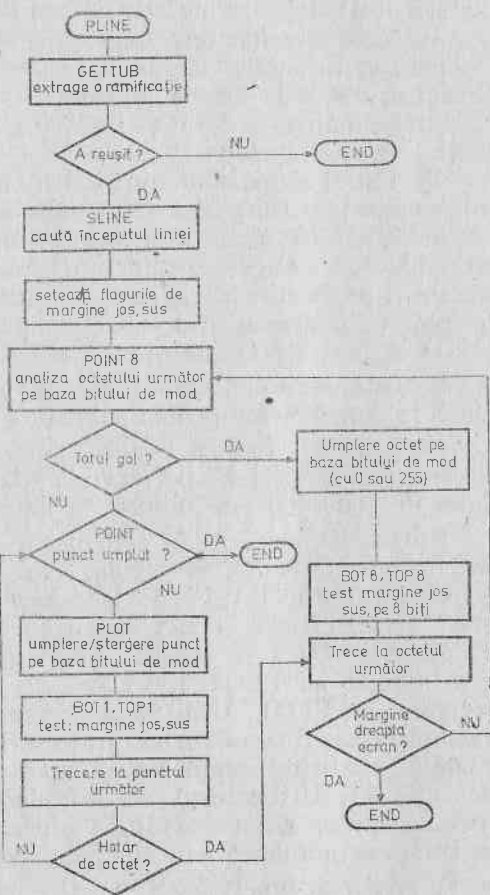 PLINE
GETTUB
extrage o ramificație
A reușit?
NU
END
DA
SLINE
caută începutul liniei
setează flagurile de
margine jos, sus
POINT 8
analiza octetului următor
pe baza bitului de mod
Totul gol ?
DA
Umplere octet pe
baza bitului de mod
(cu 0 sau 255)
NU
POINT
punct umplut ?
DA
END
NU
BOT 8, TOP 8
test margine jos
sus, pe 8 biți
PLOT
umplere/ștergere punct
pe baza bitului de mod
Trece la octetul
următor
BOT 1, TOP1
test: margine jos, sus
Margine
dreapta
ecran ?
NU
Trecere la punctul
următor
DA
END
NU
Hotar
de octet ?
DA